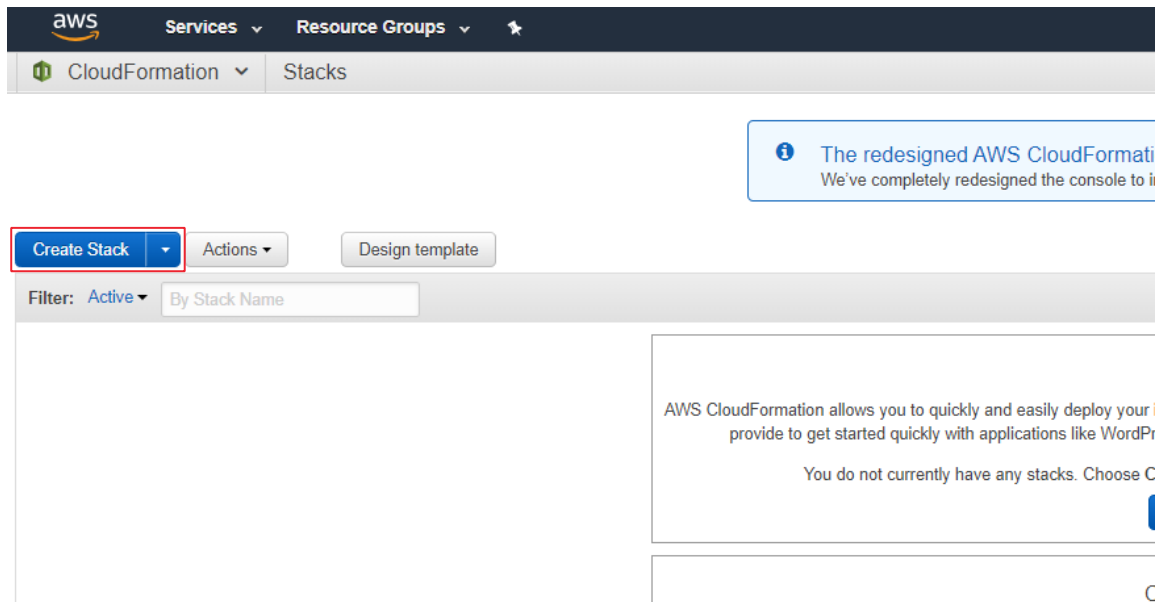 aws Services Resource Groups
CloudFormation Stacks
The redesigned AWS CloudFormati
We've completely redesigned the console to i
Create Stack Actions Design template
Filter: Active By Stack Name
AWS CloudFormation allows you to quickly and easily deploy your
provide to get started quickly with applications like WordPr
You do not currently have any stacks. Choose C